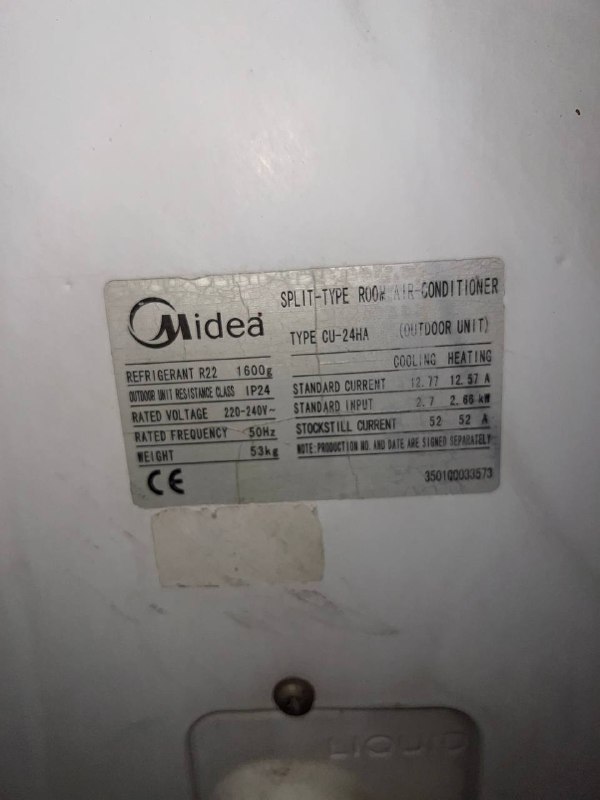 Midea
SPLIT-TYPE ROOM AIR-CONDITIONER
TYPE CU-24HA (OUTDOOR UNIT)
REFRIGERANT R22 1600g
OUTDOOR UNIT RESISTANCE CLASS IP24
RATED VOLTAGE 220-240V~
RATED FREQUENCY 50Hz
WEIGHT 53kg
CE
COOLING HEATING
STANDARD CURRENT 12.77 12.57 A
STANDARD INPUT 2.7 2.66 kW
STOCKSTILL CURRENT 52 52 A
NOTE:PRODUCTION NO. AND DATE ARE SIGNED SEPARATELY
350100033573